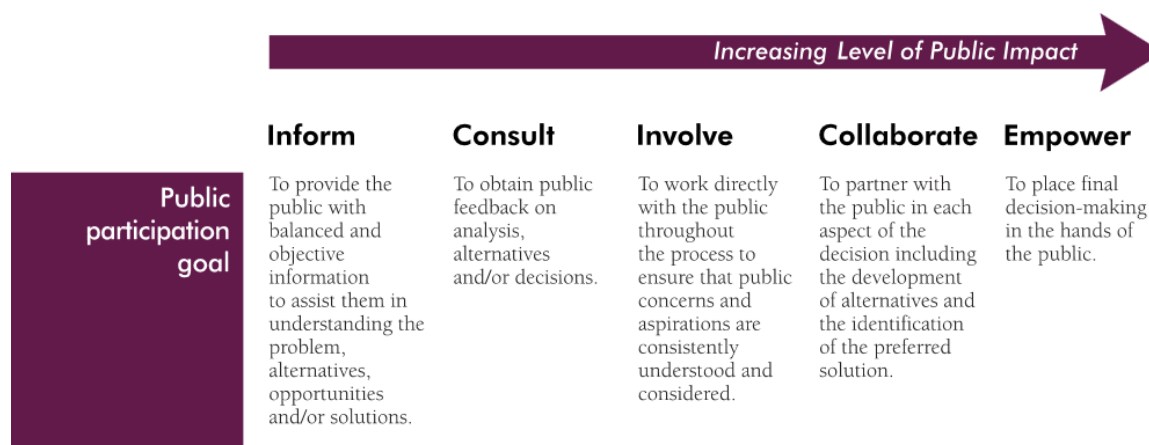 Increasing Level of Public Impact
Inform
Consult
Involve
Collaborate
Empower
Public
participation
goal
To provide the
public with
balanced and
objective
information
to assist them in
understanding the
problem,
alternatives,
opportunities
and/or solutions.
To obtain public
feedback on
analysis,
alternatives
and/or decisions.
To work directly
with the public
throughout
the process to
ensure that public
concerns and
aspirations are
consistently
understood and
considered.
To partner with
the public in each
aspect of the
decision including
the development
of alternatives and
the identification
of the preferred
solution.
To place final
decision-making
in the hands of
the public.